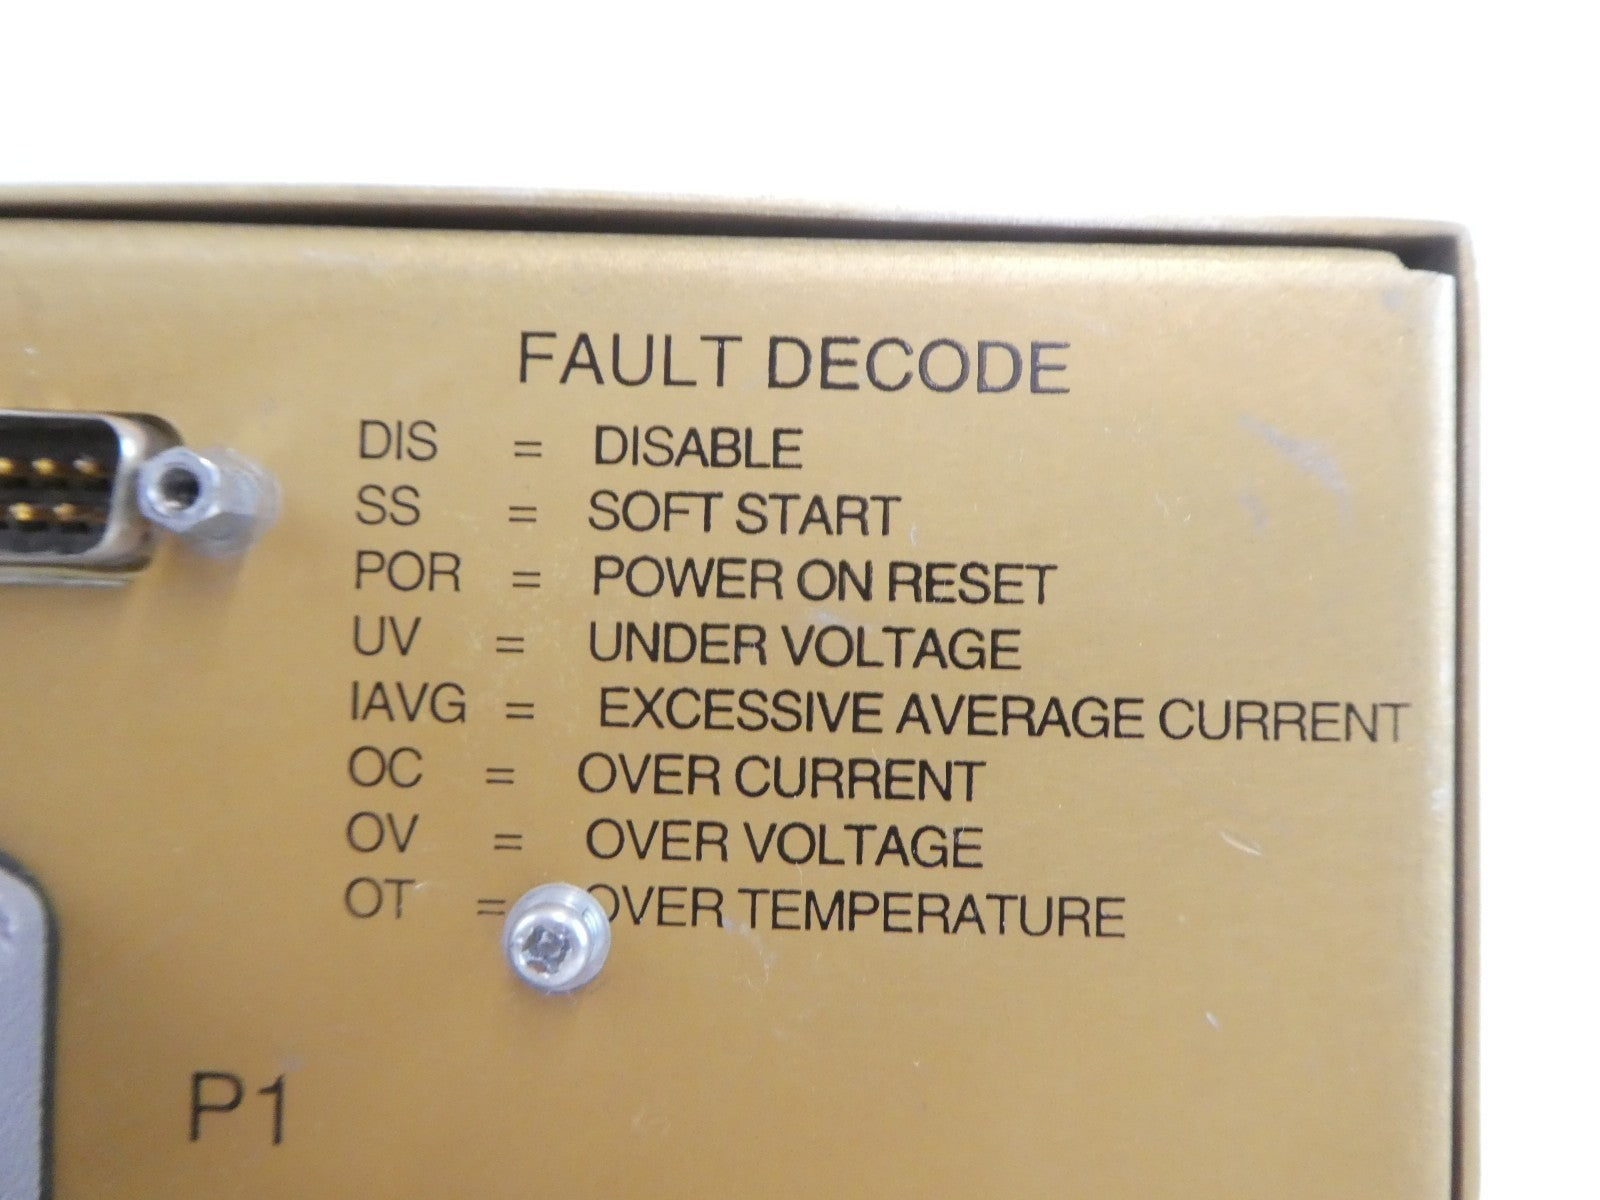 FAULT DECODE
DIS = DISABLE
SS = SOFT START
POR = POWER ON RESET
UV = UNDER VOLTAGE
IAVG = EXCESSIVE AVERAGE CURRENT
OC = OVER CURRENT
OV = OVER VOLTAGE
OT = OVER TEMPERATURE
P1